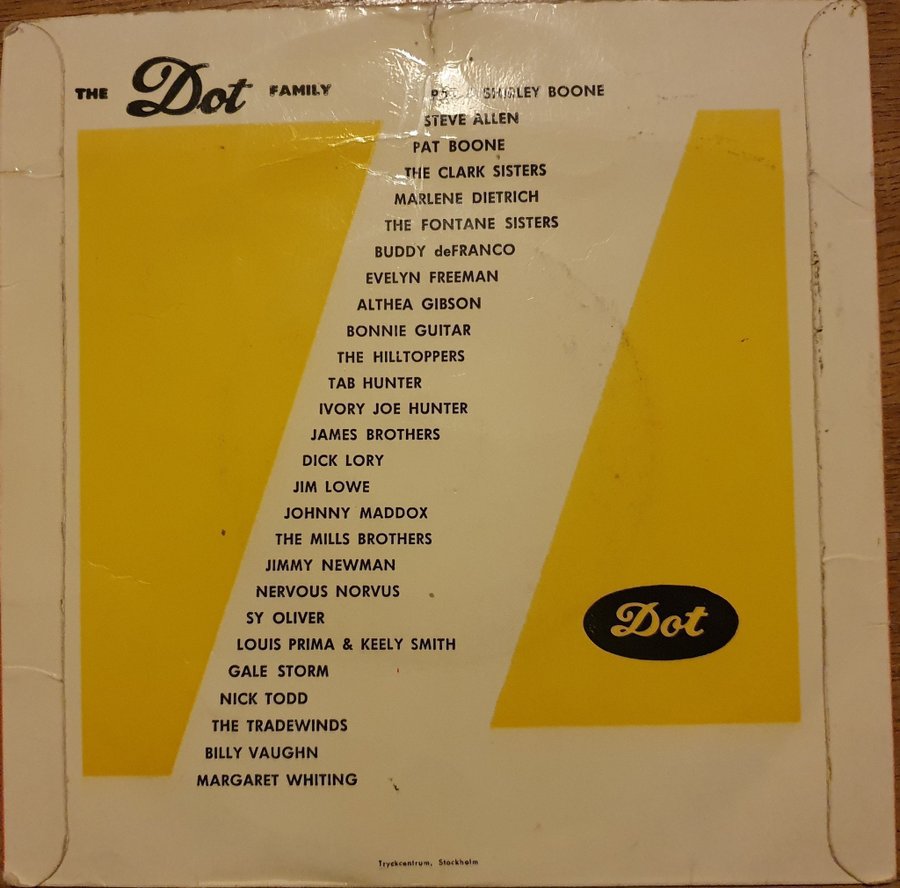 THE Dot FAMILY
PAT & SHIRLEY BOONE
STEVE ALLEN
PAT BOONE
THE CLARK SISTERS
MARLENE DIETRICH
THE FONTANE SISTERS
BUDDY deFRANCO
EVELYN FREEMAN
ALTHEA GIBSON
BONNIE GUITAR
THE HILLTOPPERS
TAB HUNTER
IVORY JOE HUNTER
JAMES BROTHERS
DICK LORY
JIM LOWE
JOHNNY MADDOX
THE MILLS BROTHERS
JIMMY NEWMAN
NERVOUS NORVUS
SY OLIVER
LOUIS PRIMA & KEELY SMITH
GALE STORM
NICK TODD
THE TRADEWINDS
BILLY VAUGHN
MARGARET WHITING
Dot
Tryckcentrum, Stockholm